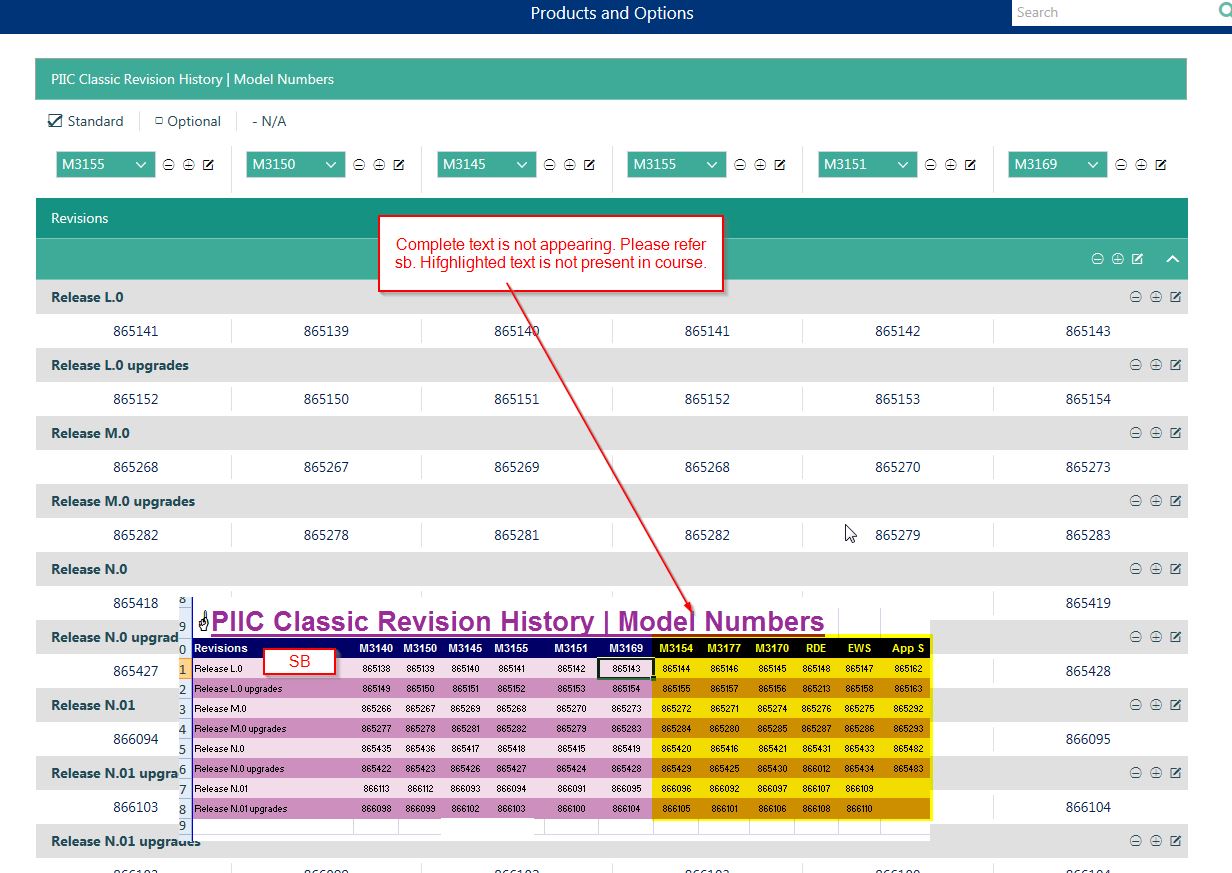 Products and Options
Search
PIIC Classic Revision History | Model Numbers
Standard Optional - N/A
M3155 M3150 M3145 M3155 M3151 M3169
Revisions
Complete text is not appearing. Please refer
sb. Hifghlighted text is not present in course.
Release L.0
865141 865139 865140 865141 865142 865143
Release L.0 upgrades
865152 865150 865151 865152 865153 865154
Release M.0
865268 865267 865269 865268 865270 865273
Release M.0 upgrades
865282 865278 865281 865282 865279 865283
Release N.0
865418 865419
Release N.0 upgrad
865427 865428
Release N.01
866094 866095
Release N.01 upgra
866103 866104
Release N.01 upgrades
8
9 PIIC Classic Revision History | Model Numbers
0 Revisions M3140 M3150 M3145 M3155 M3151 M3169 M3154 M3177 M3170 RDE EWS App S
SB
1 Release L.0 865138 865139 865140 865141 865142 865143 865144 865146 865145 865148 865147 865162
2 Release L.0 upgrades 865149 865150 865151 865152 865153 865154 865155 865157 865156 865213 865158 865163
3 Release M.0 865266 865267 865269 865268 865270 865273 865272 865271 865274 865276 865275 865292
4 Release M.0 upgrades 865277 865278 865281 865282 865279 865283 865284 865280 865285 865287 865286 865293
5 Release N.0 865435 865436 865417 865418 865415 865419 865420 865416 865421 865431 865433 865482
6 Release N.0 upgrades 865422 865423 865426 865427 865424 865428 865429 865425 865430 866012 865434 865483
7 Release N.01 866113 866112 866093 866094 866091 866095 866096 866092 866097 866107 866109
8 Release N.01 upgrades 866098 866099 866102 866103 866100 866104 866105 866101 866106 866108 866110
9